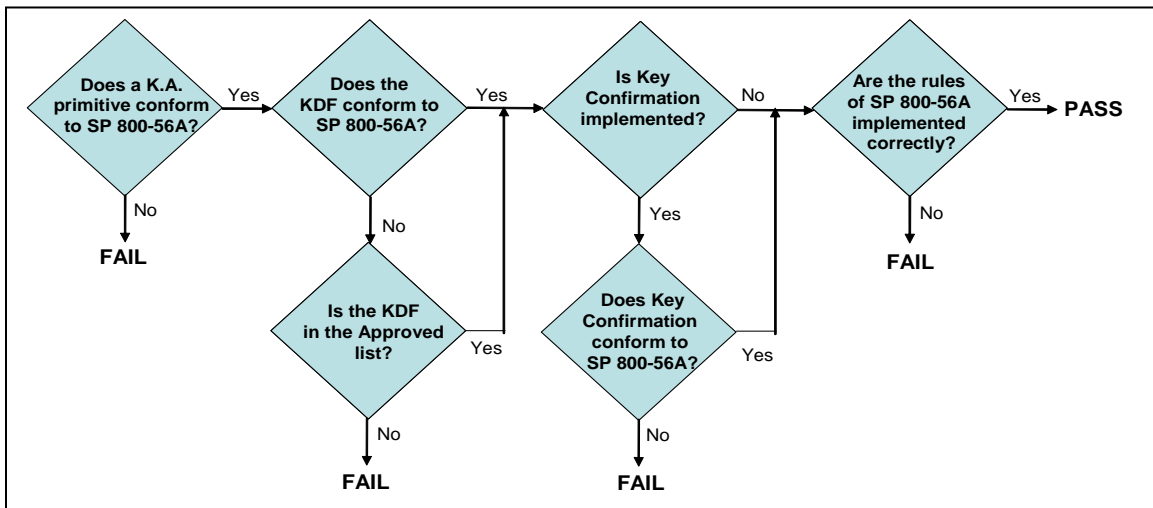 Does a K.A.
primitive conform
to SP 800-56A?
Yes
No
FAIL
Does the
KDF conform to
SP 800-56A?
Yes
No
Is the KDF
in the Approved
list?
Yes
No
FAIL
Is Key
Confirmation
implemented?
No
Yes
Does Key
Confirmation
conform to
SP 800-56A?
Yes
No
FAIL
Are the rules
of SP 800-56A
implemented
correctly?
Yes
PASS
No
FAIL